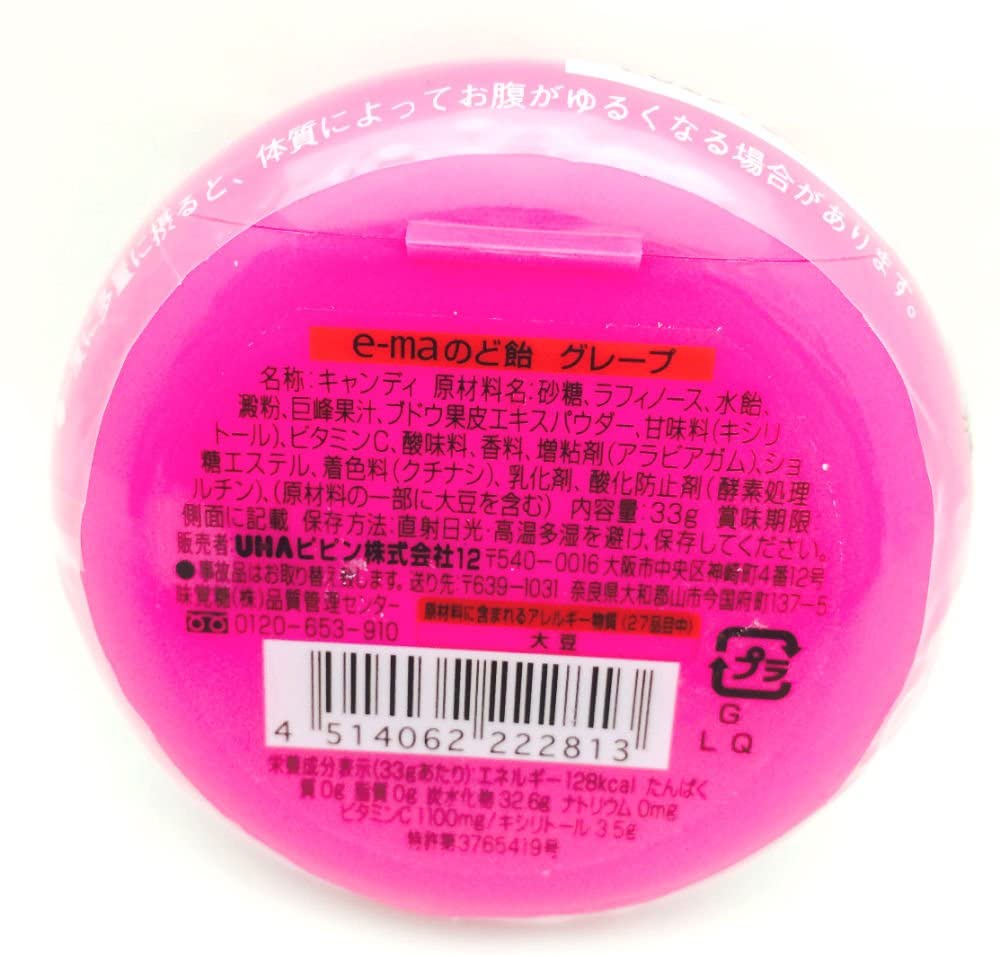 に多量に摂ると、体質によってお腹がゆるくなる場合があります。
e-maのど飴 グレープ
名称:キャンディ 原材料名:砂糖、ラフィノース、水飴、
澱粉、巨峰果汁、ブドウ果皮エキスパウダー、甘味料(キシリ
トール)、ビタミンC、酸味料、香料、増粘剤(アラビアガム)、ショ
糖エステル、着色料(クチナシ)、乳化剤、酸化防止剤(酵素処理
ルチン)、(原材料の一部に大豆を含む) 内容量:33g 賞味期限:
側面に記載 保存方法:直射日光・高温多湿を避け、保存してください。
販売者:UHAピピン株式会社12 〒540-0016 大阪市中央区神崎町4番12号
●事故品はお取り替え致します。送り先:〒639-1031 奈良県大和郡山市今国府町137-5
味覚糖(株)品質管理センター
0120-653-910
原材料に含まれるアレルギー物質(27品目中)
大豆
プラ
G
L Q
4 514062 222813
栄養成分表示(33gあたり):エネルギー128kcal たんぱく
質0g 脂質0g 炭水化物32.6g ナトリウム0mg
ビタミンC1100mg/キシリトール3.5g
特許第3765419号